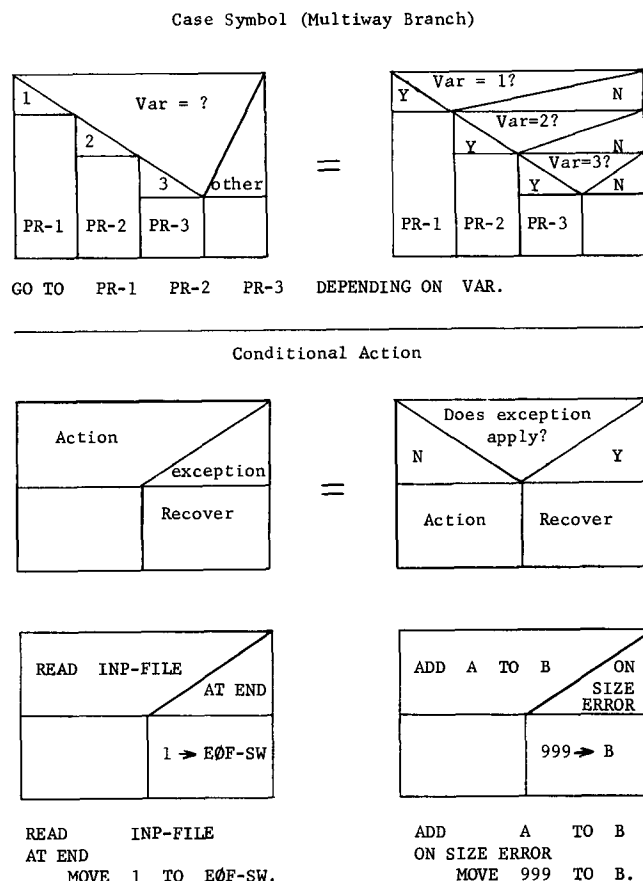 Case Symbol (Multiway Branch)
1
Var = ?
2
3
other
PR-1 PR-2 PR-3
=
Var = 1?
Y
N
Var=2?
Y
N
Var=3?
Y
N
PR-1 PR-2 PR-3
GO TO PR-1 PR-2 PR-3 DEPENDING ON VAR.
Conditional Action
Action
exception
Recover
=
Does exception
apply?
N
Y
Action
Recover
READ INP-FILE
AT END
1 → EØF-SW
ADD A TO B ON
SIZE
ERROR
999 → B
READ INP-FILE
AT END
MOVE 1 TO EØF-SW.
ADD A TO B
ON SIZE ERROR
MOVE 999 TO B.